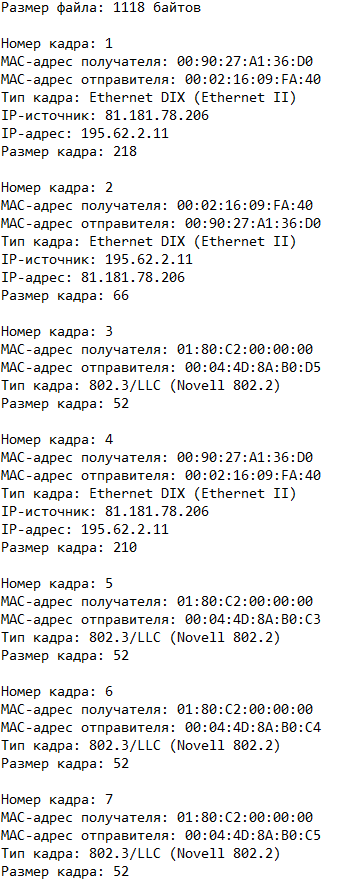 Размер файла: 1118 байтов
Номер кадра: 1
MAC-адрес получателя: 00:90:27:A1:36:D0
MAC-адрес отправителя: 00:02:16:09:FA:40
Тип кадра: Ethernet DIX (Ethernet II)
IP-источник: 81.181.78.206
IP-адрес: 195.62.2.11
Размер кадра: 218
Номер кадра: 2
MAC-адрес получателя: 00:02:16:09:FA:40
MAC-адрес отправителя: 00:90:27:A1:36:D0
Тип кадра: Ethernet DIX (Ethernet II)
IP-источник: 195.62.2.11
IP-адрес: 81.181.78.206
Размер кадра: 66
Номер кадра: 3
MAC-адрес получателя: 01:80:C2:00:00:00
MAC-адрес отправителя: 00:04:4D:8A:B0:D5
Тип кадра: 802.3/LLC (Novell 802.2)
Размер кадра: 52
Номер кадра: 4
MAC-адрес получателя: 00:90:27:A1:36:D0
MAC-адрес отправителя: 00:02:16:09:FA:40
Тип кадра: Ethernet DIX (Ethernet II)
IP-источник: 81.181.78.206
IP-адрес: 195.62.2.11
Размер кадра: 210
Номер кадра: 5
MAC-адрес получателя: 01:80:C2:00:00:00
MAC-адрес отправителя: 00:04:4D:8A:B0:C3
Тип кадра: 802.3/LLC (Novell 802.2)
Размер кадра: 52
Номер кадра: 6
MAC-адрес получателя: 01:80:C2:00:00:00
MAC-адрес отправителя: 00:04:4D:8A:B0:C4
Тип кадра: 802.3/LLC (Novell 802.2)
Размер кадра: 52
Номер кадра: 7
MAC-адрес получателя: 01:80:C2:00:00:00
MAC-адрес отправителя: 00:04:4D:8A:B0:C5
Тип кадра: 802.3/LLC (Novell 802.2)
Размер кадра: 52